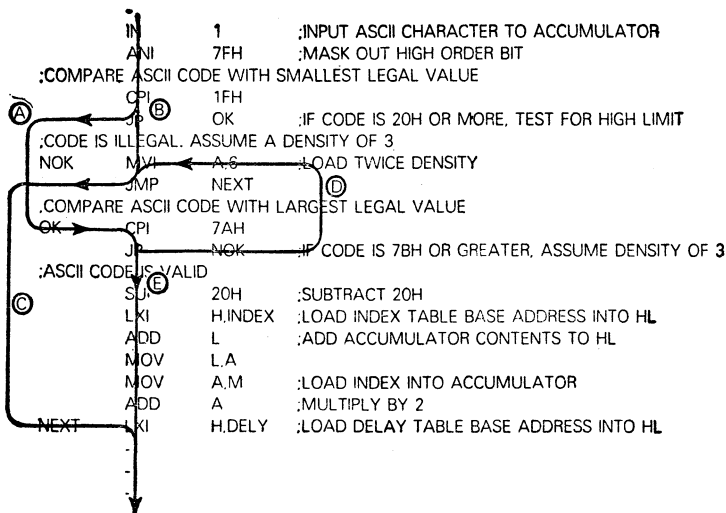 IN 1 ;INPUT ASCII CHARACTER TO ACCUMULATOR
ANI 7FH ;MASK OUT HIGH ORDER BIT
;COMPARE ASCII CODE WITH SMALLEST LEGAL VALUE
CPI 1FH
A B JP OK ;IF CODE IS 20H OR MORE, TEST FOR HIGH LIMIT
;CODE IS ILLEGAL. ASSUME A DENSITY OF 3
NOK MVI A,6 ;LOAD TWICE DENSITY
JMP NEXT D
;COMPARE ASCII CODE WITH LARGEST LEGAL VALUE
OK CPI 7AH
JP NOK ;IF CODE IS 7BH OR GREATER, ASSUME DENSITY OF 3
;ASCII CODE IS VALID
C SUI E 20H ;SUBTRACT 20H
LXI H,INDEX ;LOAD INDEX TABLE BASE ADDRESS INTO HL
ADD L ;ADD ACCUMULATOR CONTENTS TO HL
MOV L,A
MOV A,M ;LOAD INDEX INTO ACCUMULATOR
ADD A ;MULTIPLY BY 2
NEXT LXI H,DELY ;LOAD DELAY TABLE BASE ADDRESS INTO HL
-
-
-